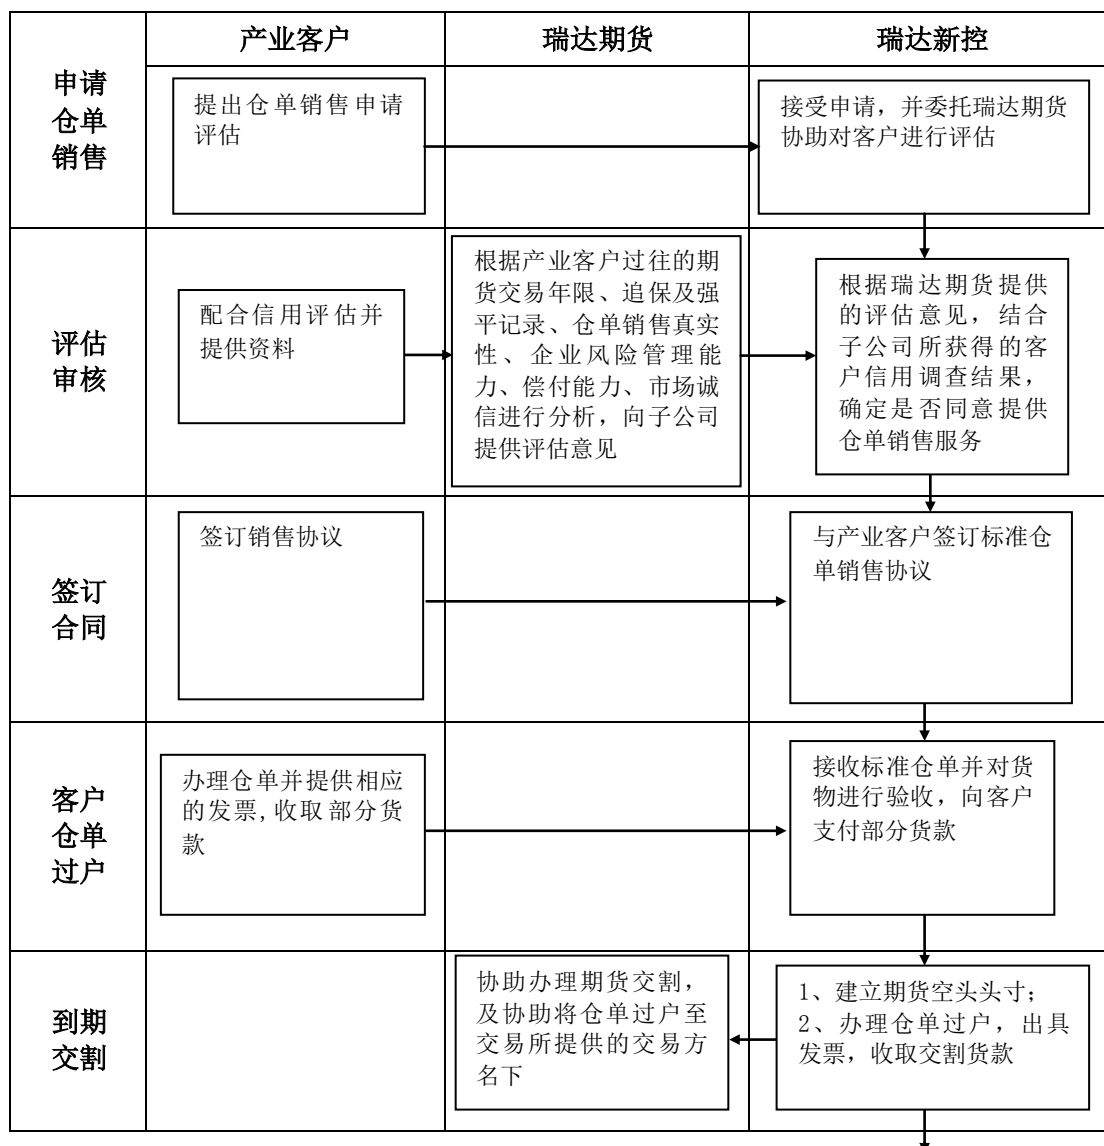 产业客户
瑞达期货
瑞达新控
申请
仓单
销售
提出仓单销售申请
评估
接受申请，并委托瑞达期货
协助对客户进行评估
评估
审核
配合信用评估并
提供资料
根据产业客户过往的期
货交易年限、追保及强
平记录、仓单销售真实
性、企业风险管理能
力、偿付能力、市场诚
信进行分析，向子公司
提供评估意见
根据瑞达期货提供
的评估意见，结合
子公司所获得的客
户信用调查结果，
确定是否同意提供
仓单销售服务
签订
合同
签订销售协议
与产业客户签订标准仓
单销售协议
客户
仓单
过户
办理仓单并提供相应
的发票,收取部分货
款
接收标准仓单并对货
物进行验收，向客户
支付部分货款
到期
交割
协助办理期货交割，
及协助将仓单过户至
交易所提供的交易方
名下
1、建立期货空头头寸；
2、办理仓单过户，出具
发票，收取交割货款